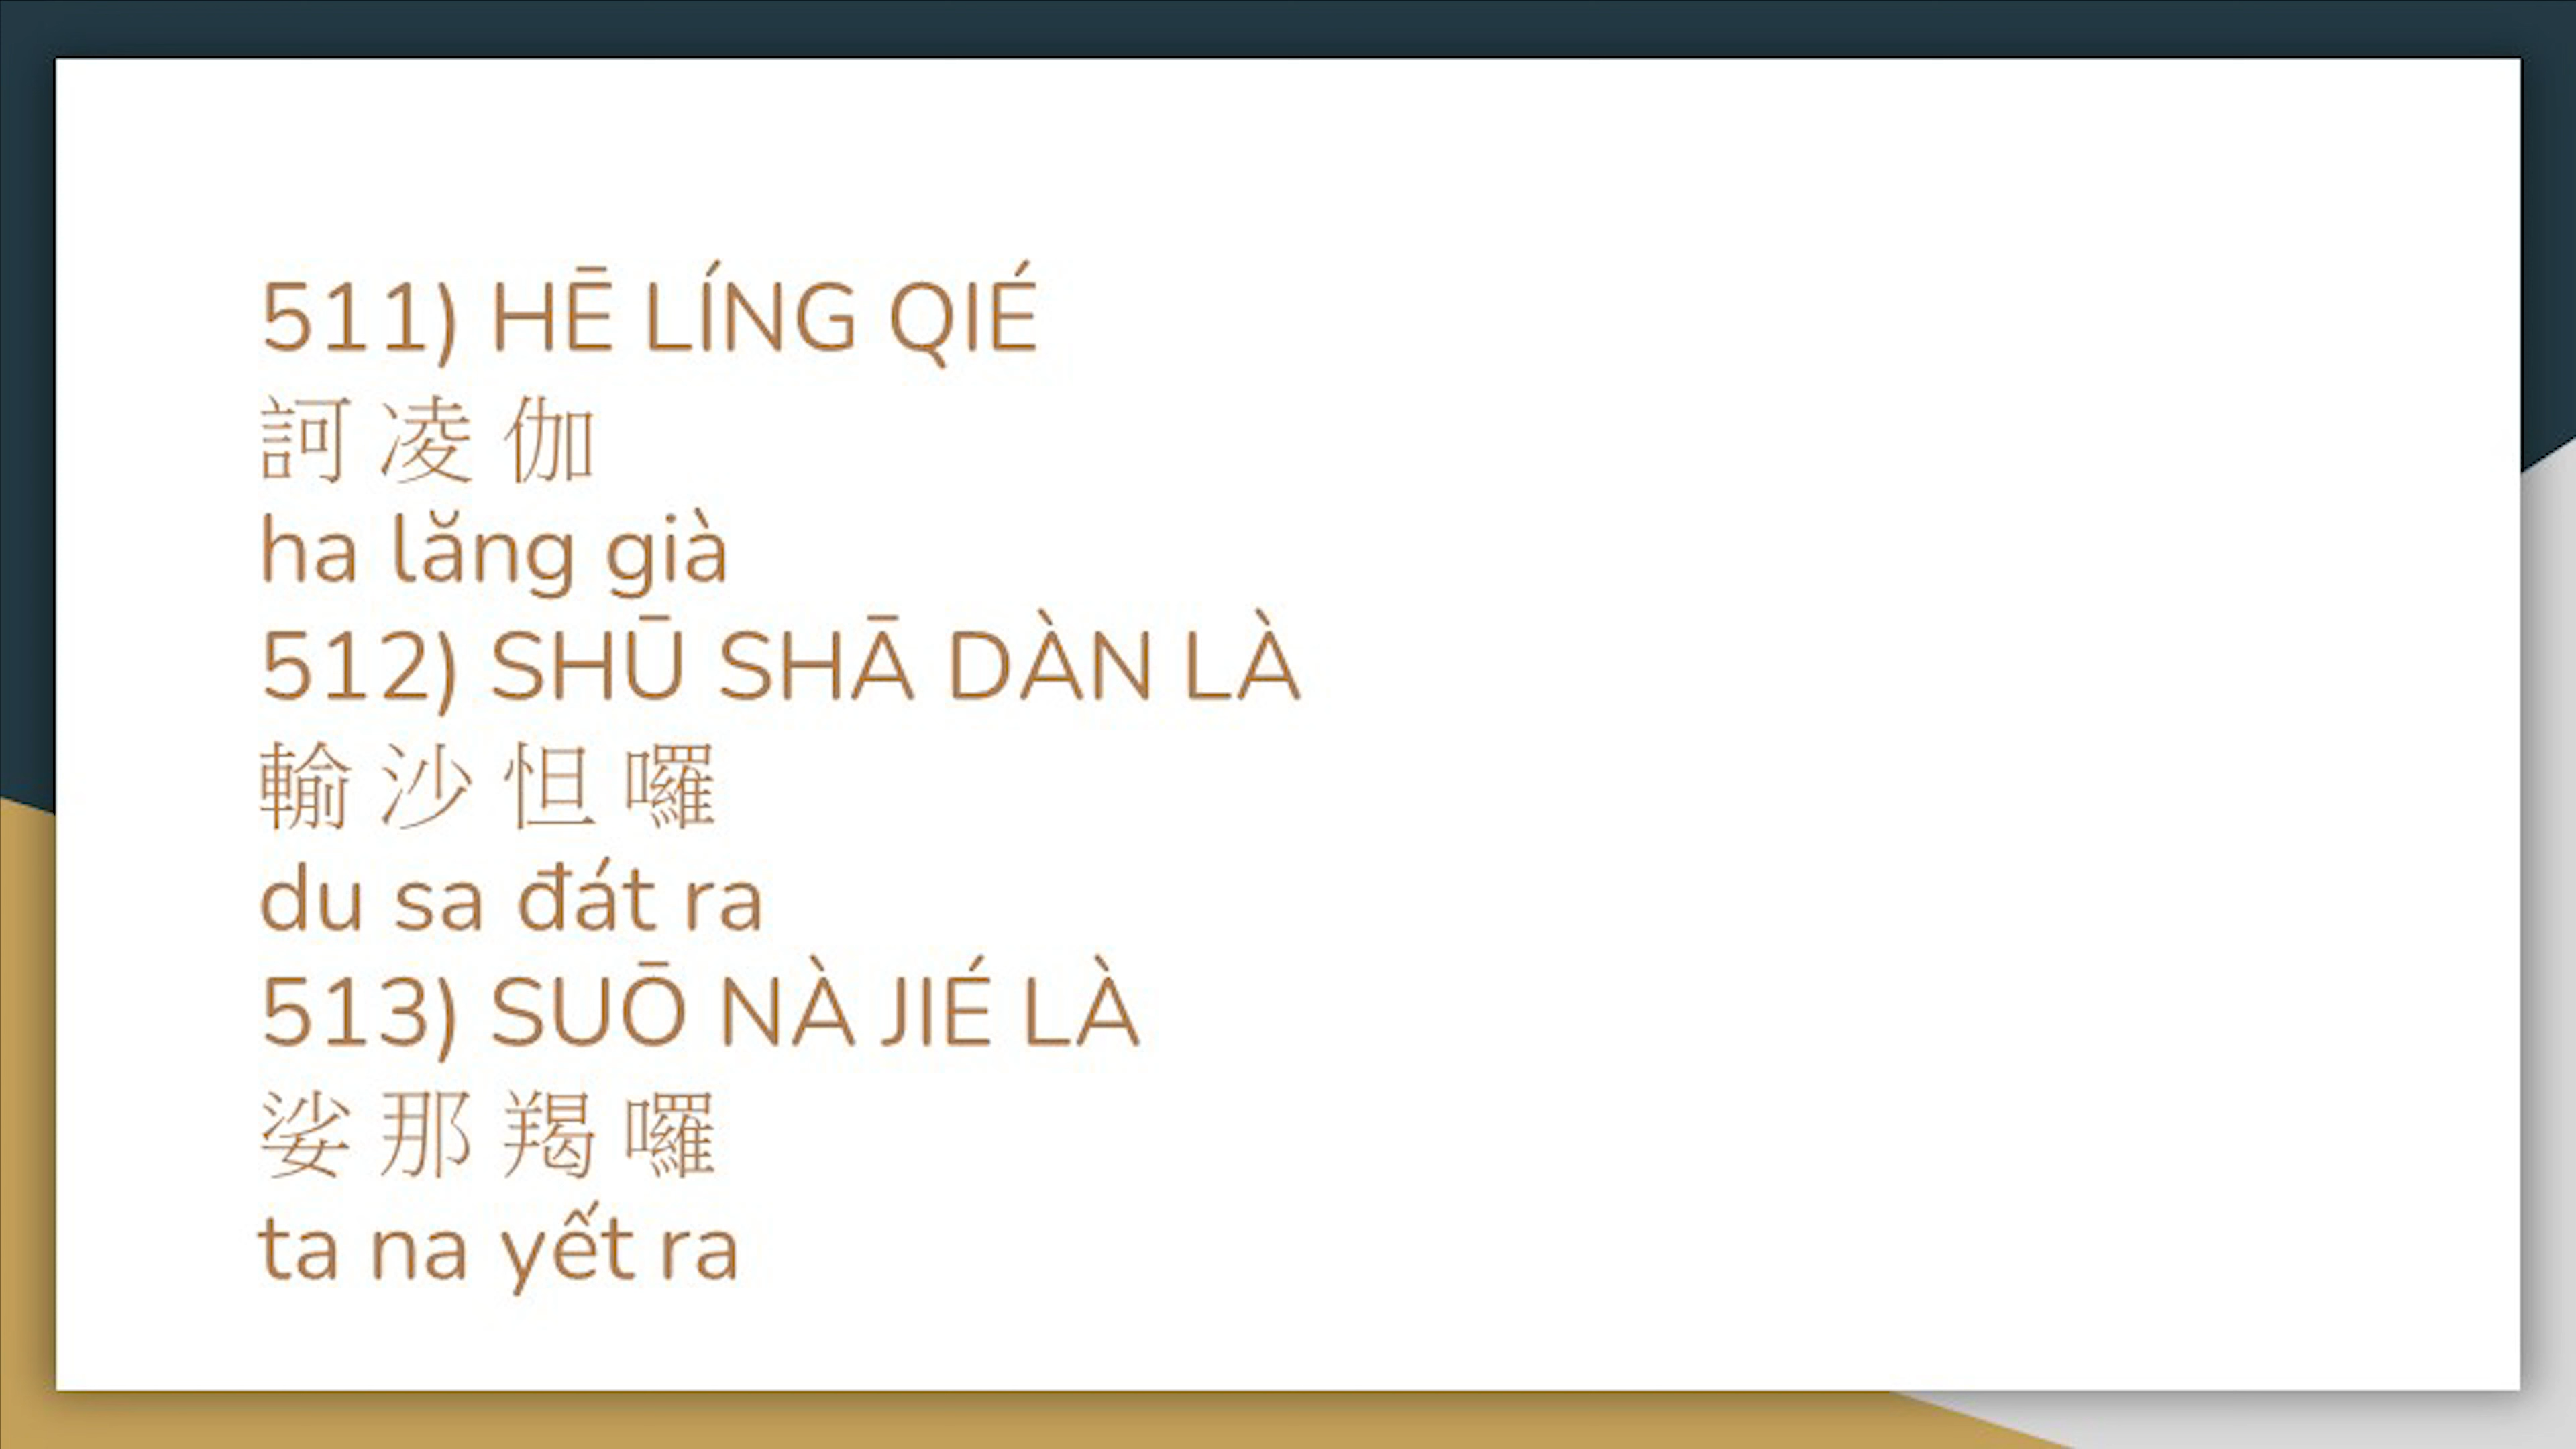 511) HĒ LÍNG QIÉ
訶 凌 伽
ha lăng già
512) SHŪ SHĀ DÀN LÀ
輸 沙 怛 囉
du sa đát ra
513) SUŌ NÀ JIÉ LÀ
娑 那 羯 囉
ta na yết ra